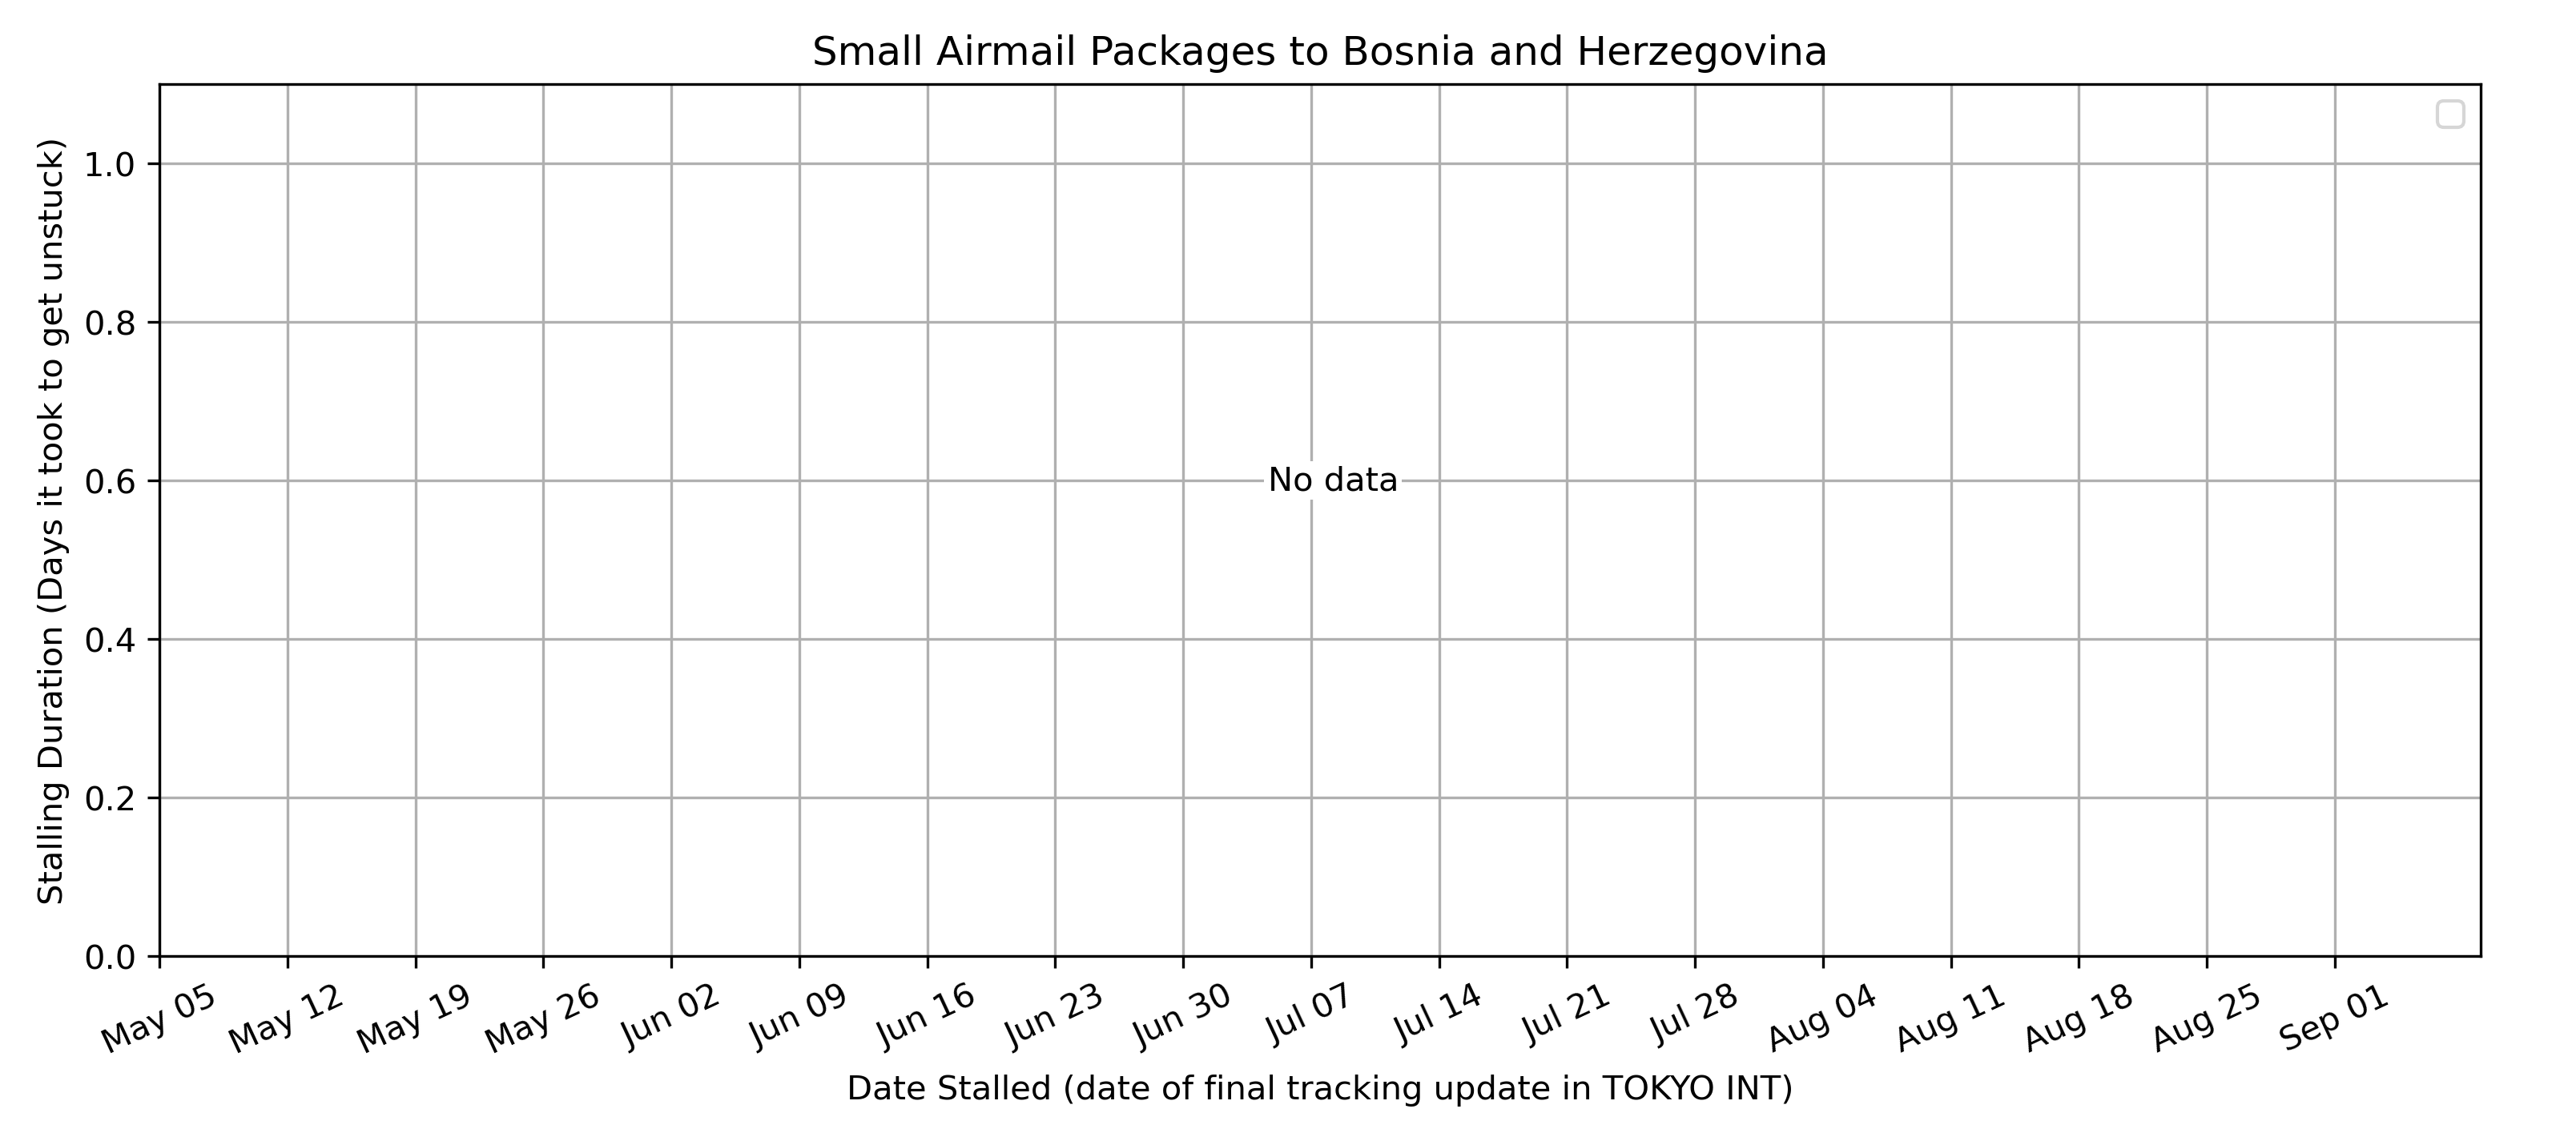 Small Airmail Packages to Bosnia and Herzegovina
Stalling Duration (Days it took to get unstuck)
1.0
0.8
0.6
0.4
0.2
0.0
No data
May 05 May 12 May 19 May 26 Jun 02 Jun 09 Jun 16 Jun 23 Jun 30 Jul 07 Jul 14 Jul 21 Jul 28 Aug 04 Aug 11 Aug 18 Aug 25 Sep 01
Date Stalled (date of final tracking update in TOKYO INT)